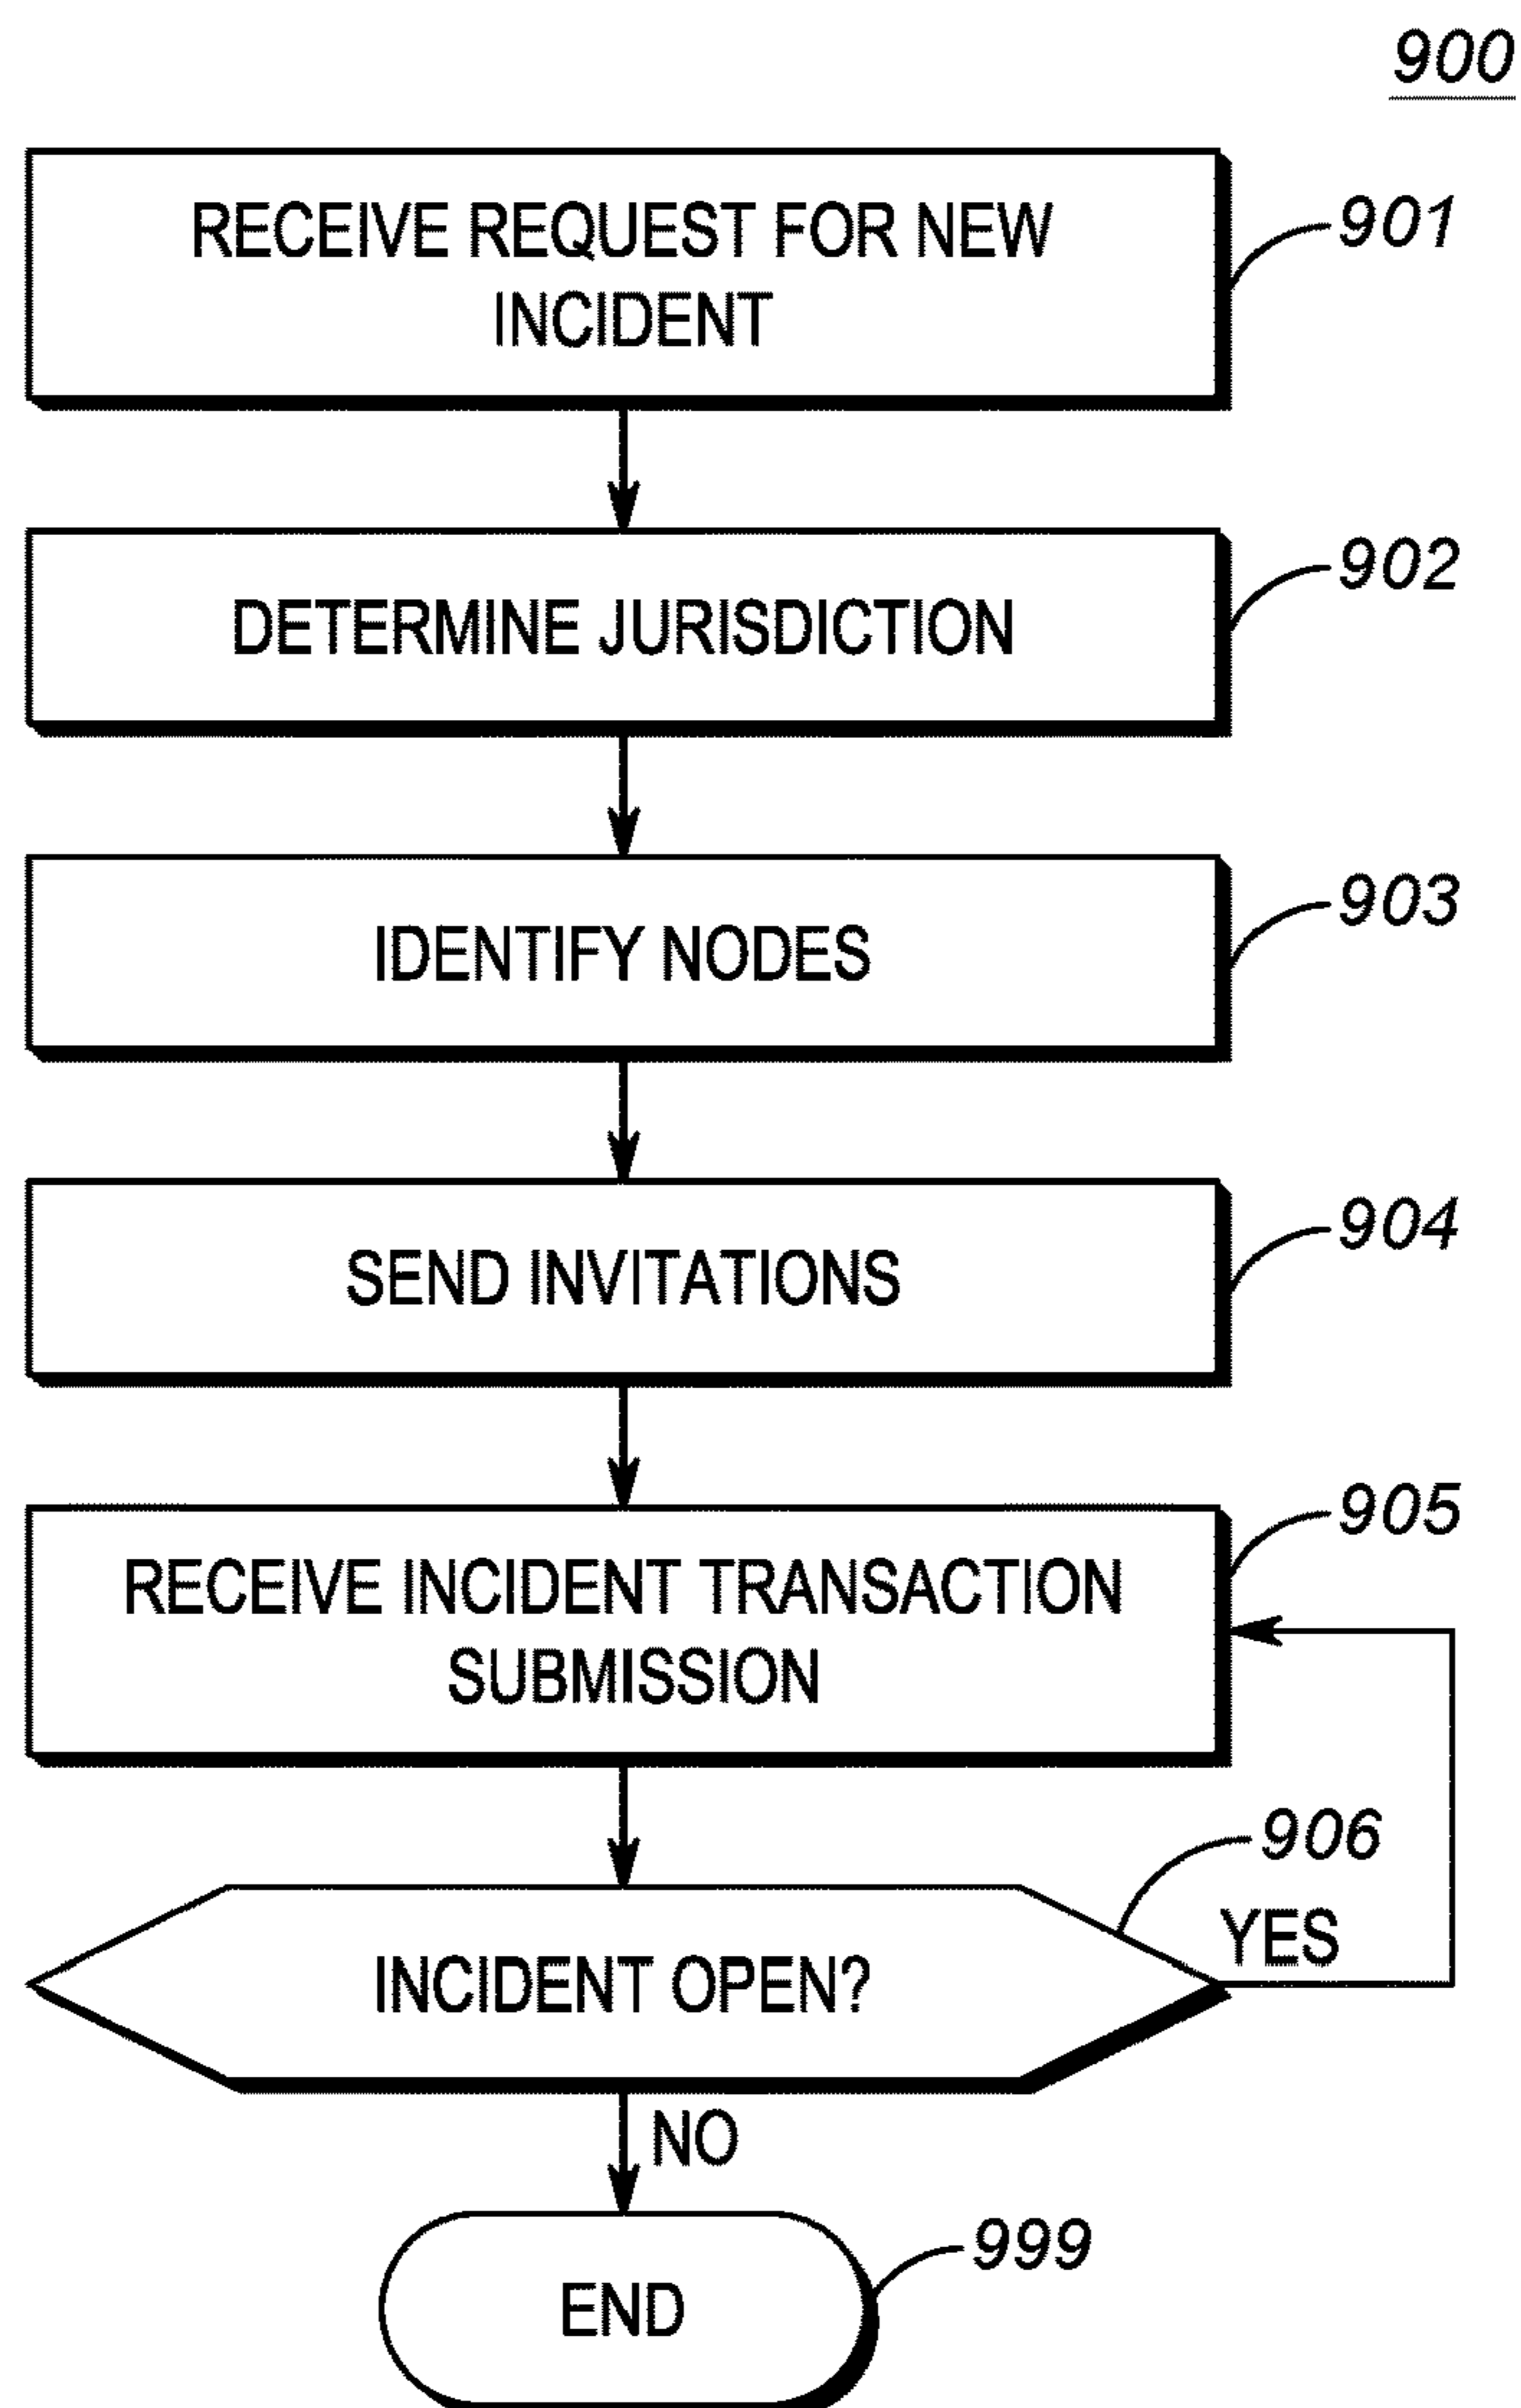 900
RECEIVE REQUEST FOR NEW
INCIDENT
901
DETERMINE JURISDICTION
902
IDENTIFY NODES
903
SEND INVITATIONS
904
RECEIVE INCIDENT TRANSACTION
SUBMISSION
905
906
INCIDENT OPEN?
YES
NO
END
999